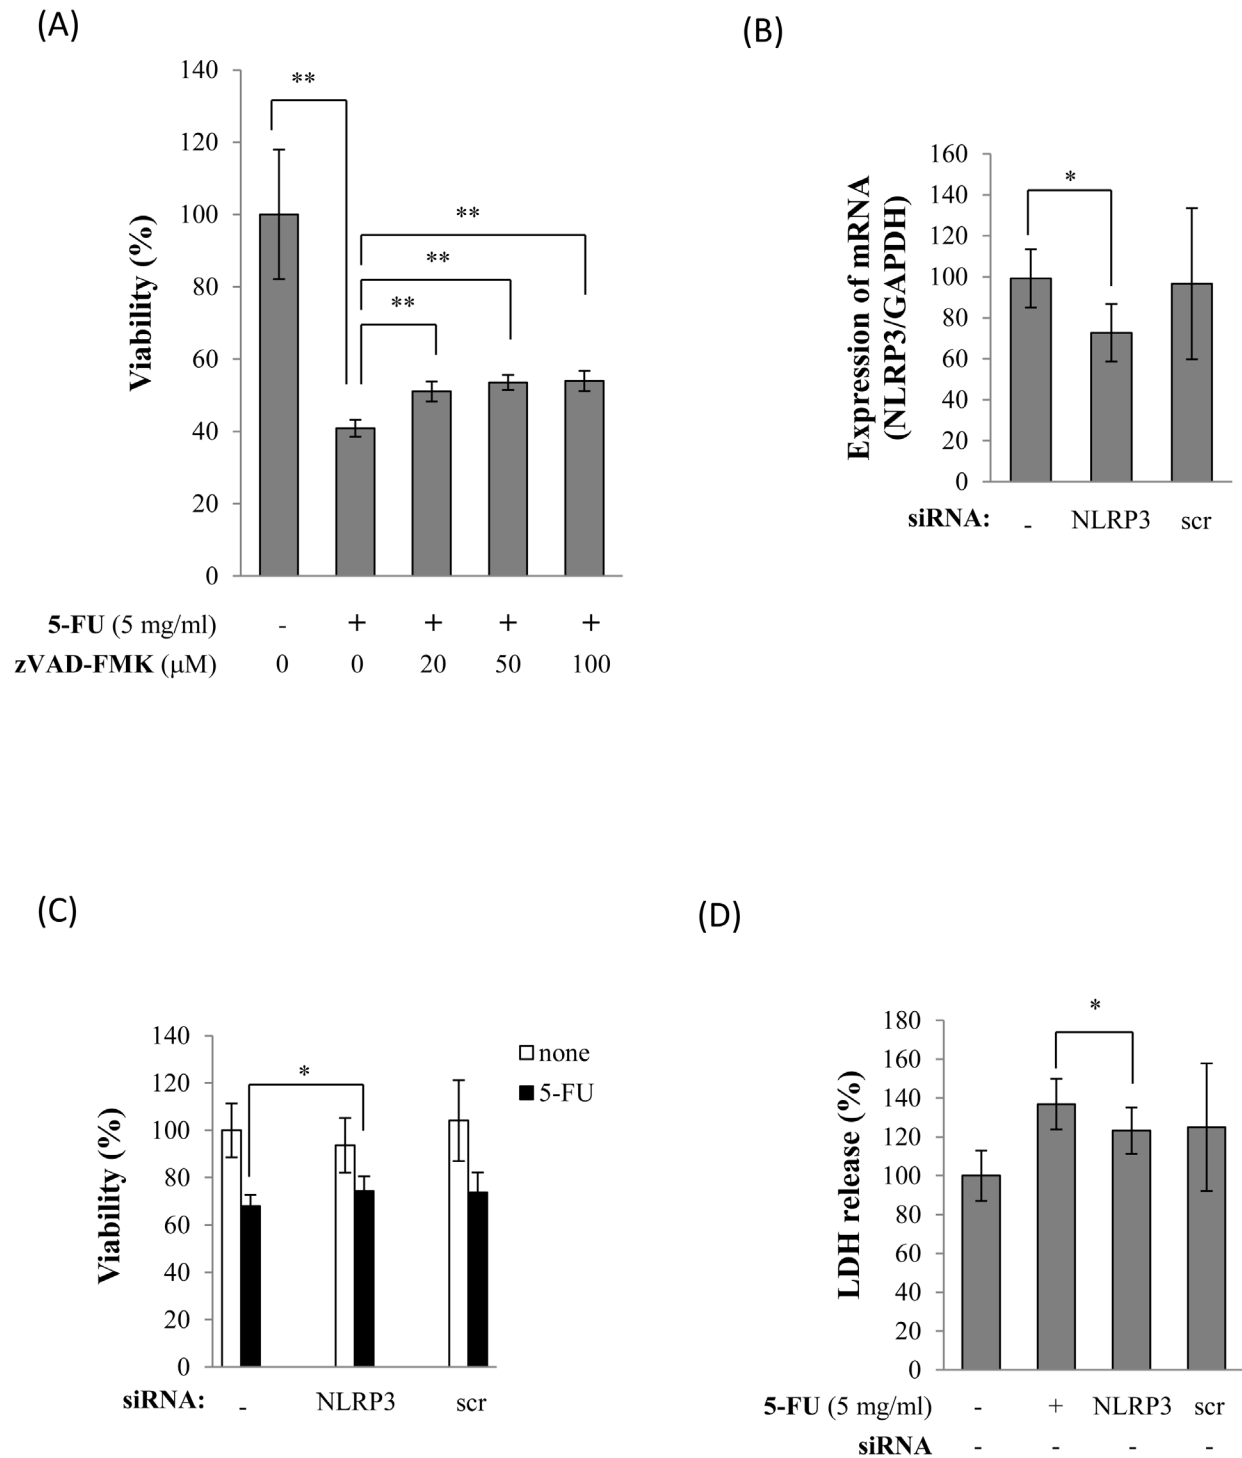 (A)
140
120
100
80
60
40
20
0
Viability (%)
**
**
**
**
5-FU (5 mg/ml) - + + + +
zVAD-FMK (μM) 0 0 20 50 100
(B)
160
140
120
100
80
60
40
20
0
Expression of mRNA
(NLRP3/GAPDH)
*
siRNA: - NLRP3 scr
(C)
140
120
100
80
60
40
20
0
Viability (%)
*
none
5-FU
siRNA: - NLRP3 scr
(D)
180
160
140
120
100
80
60
40
20
0
LDH release (%)
*
5-FU (5 mg/ml) - + NLRP3 scr
siRNA - - - -